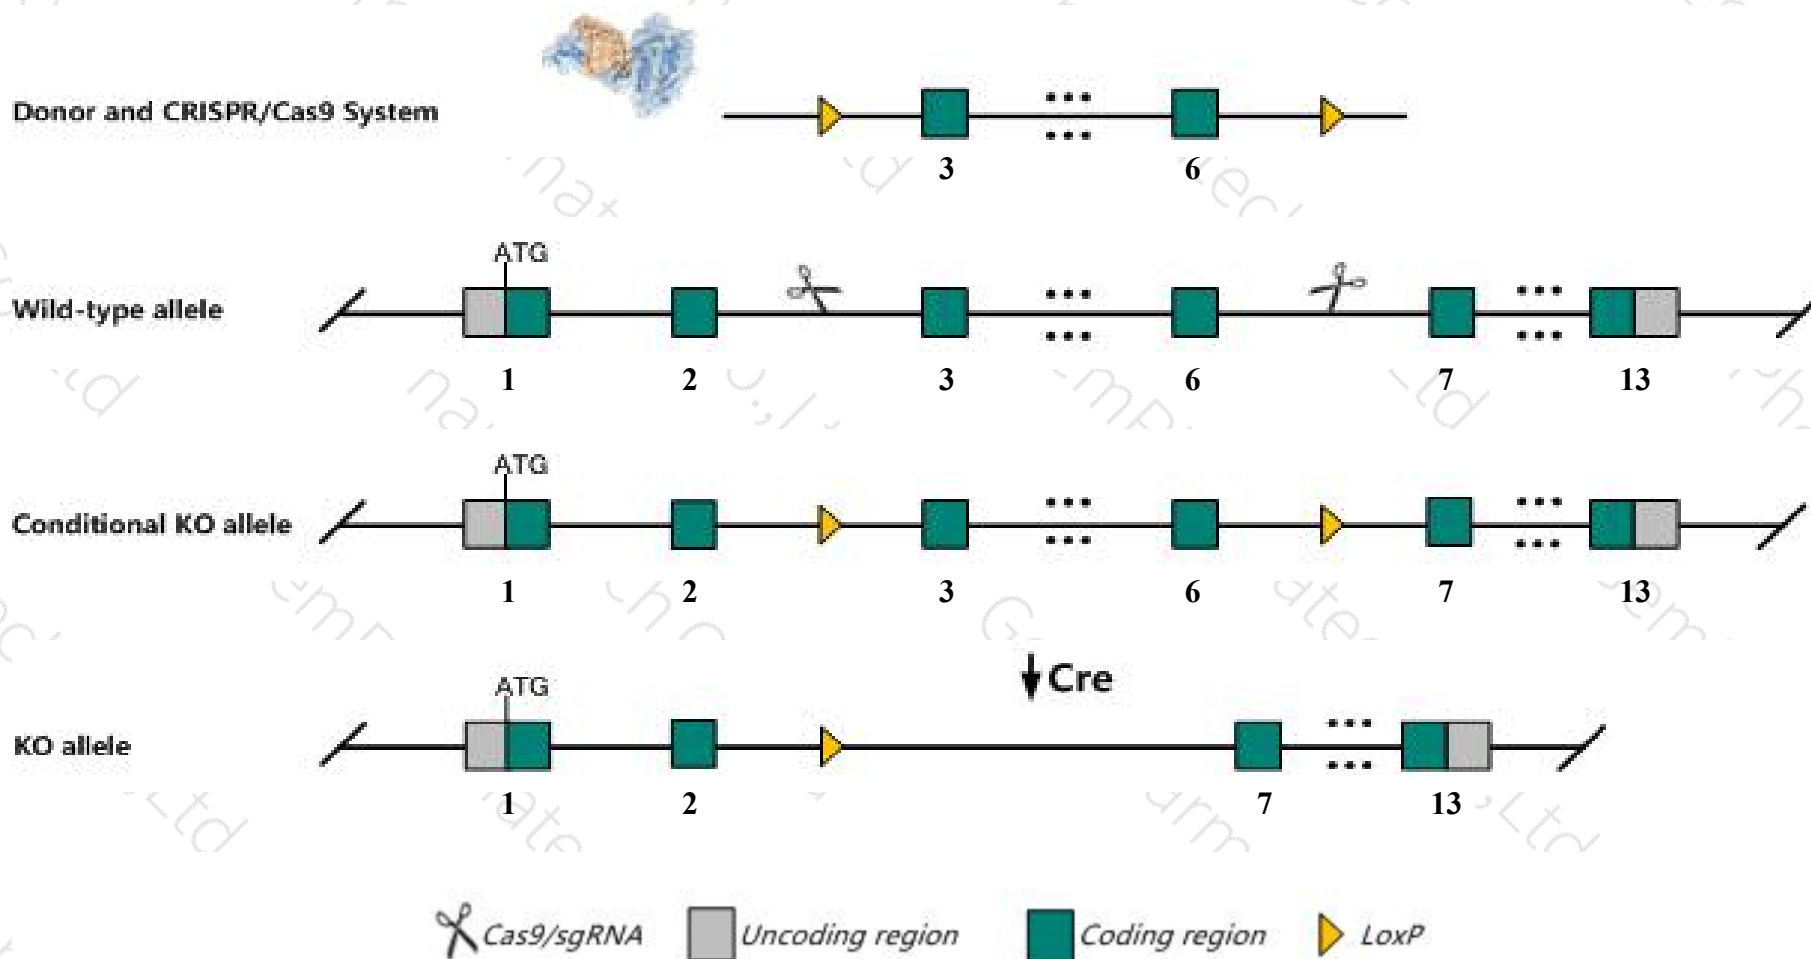 Donor and CRISPR/Cas9 System
3 6
ATG
Wild-type allele
1 2 3 6 7 13
ATG
Conditional KO allele
1 2 3 6 7 13
Cre
ATG
KO allele
1 2 7 13
Cas9/sgRNA Uncoding region Coding region LoxP